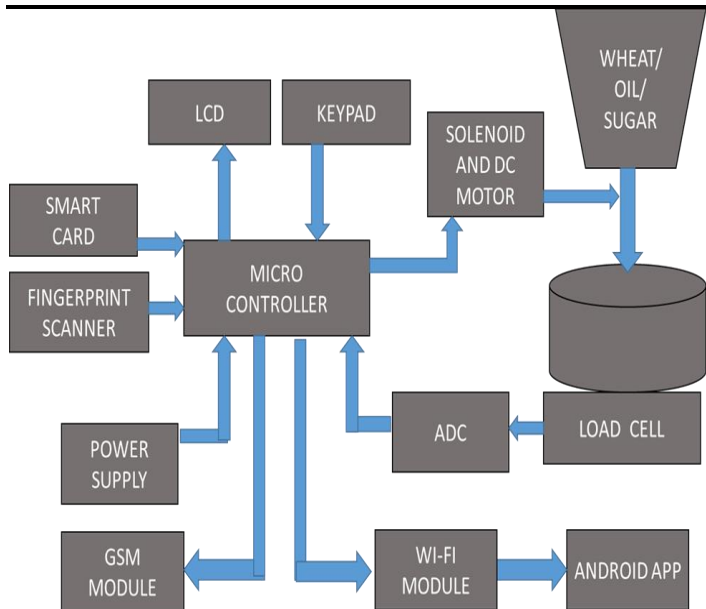 WHEAT/
OIL/
SUGAR
LCD
KEYPAD
SOLENOID
AND DC
MOTOR
SMART
CARD
MICRO
CONTROLLER
FINGERPRINT
SCANNER
POWER
SUPPLY
ADC
LOAD CELL
GSM
MODULE
WI-FI
MODULE
ANDROID APP